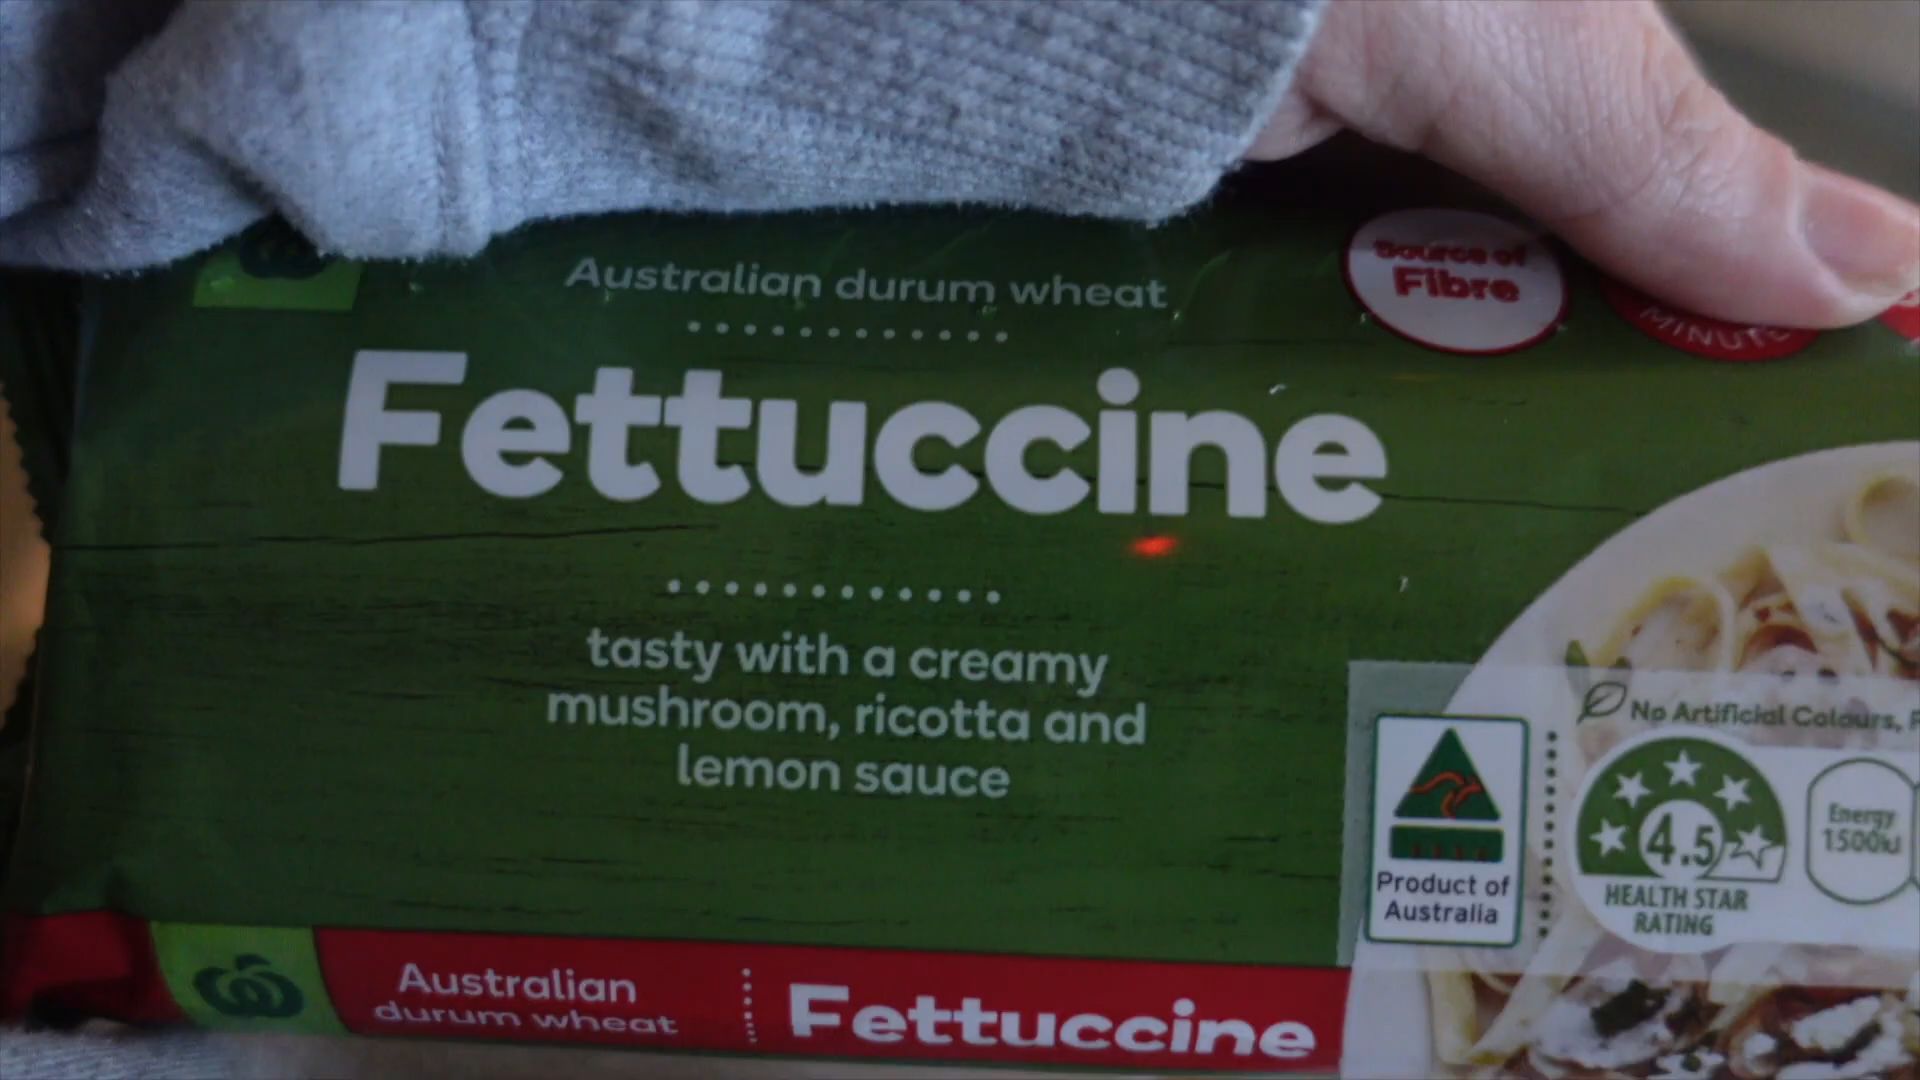 Australian durum wheat
Source of
Fibre
MINUTE
Fettuccine
tasty with a creamy
mushroom, ricotta and
lemon sauce
No Artificial Colours,
4.5
HEALTH STAR
RATING
Energy
1500kJ
Product of
Australia
Australian
durum wheat
Fettuccine